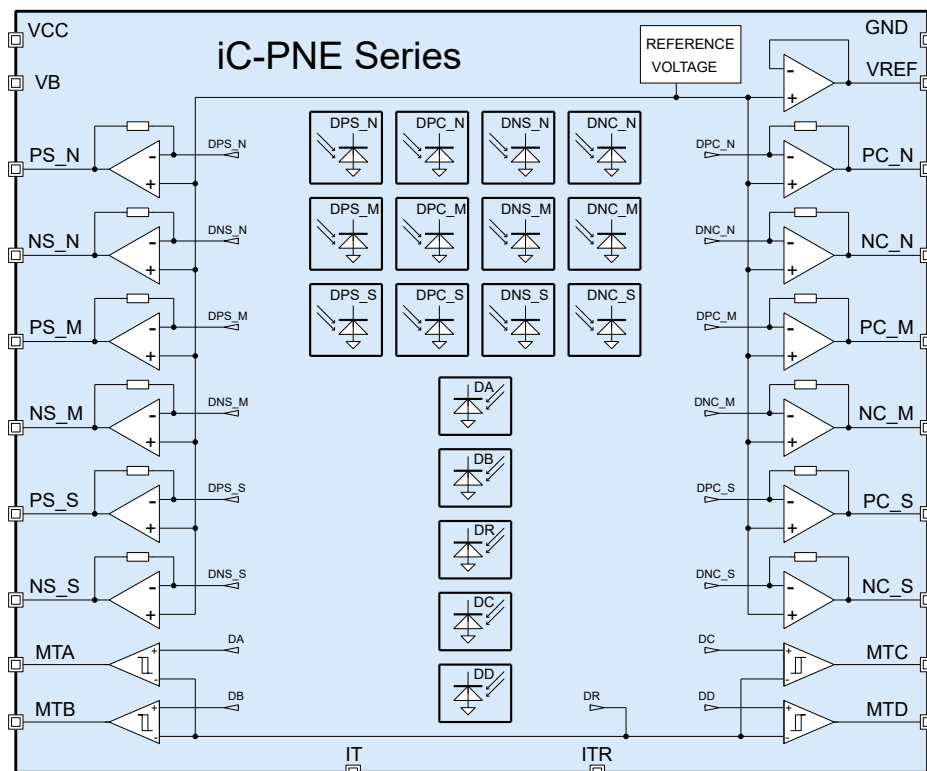 VCC
iC-PNE Series
REFERENCE
VOLTAGE
GND
VB
VREF
- +
PS_N
- +
DPS_N
DPS_N DPC_N DNS_N DNC_N
DPC_N
- +
PC_N
NS_N
- +
DNS_N
DPS_M DPC_M DNS_M DNC_M
DNC_N
- +
NC_N
PS_M
- +
DPS_M
DPS_S DPC_S DNS_S DNC_S
DPC_M
- +
PC_M
NS_M
- +
DNS_M
DA
DNC_M
- +
NC_M
PS_S
- +
DPS_S
DB
DPC_S
- +
PC_S
NS_S
- +
DNS_S
DR
DNC_S
- +
NC_S
MTA
+ -
DA
DC
DC
+ -
MTC
MTB
+ -
DB
DD
DR
DD
+ -
MTD
IT
ITR